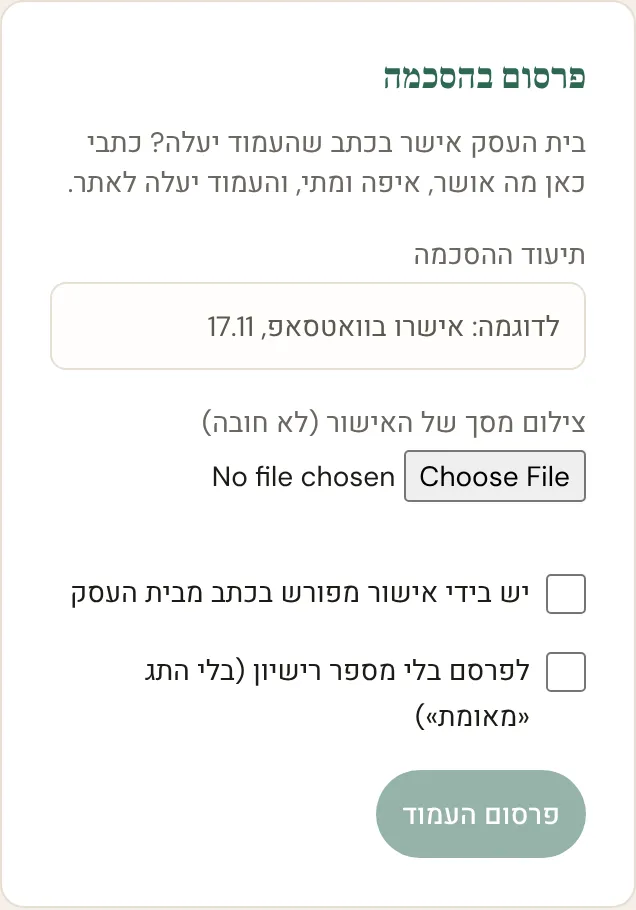 פרסום בהסכמה
בית העסק אישר בכתב שהעמוד יעלה? כתבי
כאן מה אושר, איפה ומתי, והעמוד יעלה לאתר.
תיעוד ההסכמה
לדוגמה: אישרו בוואטסאפ, 17.11
צילום מסך של האישור (לא חובה)
Choose File No file chosen
יש בידי אישור מפורש בכתב מבית העסק
לפרסם בלי מספר רישיון (בלי התג
«מאומת»)
פרסום העמוד